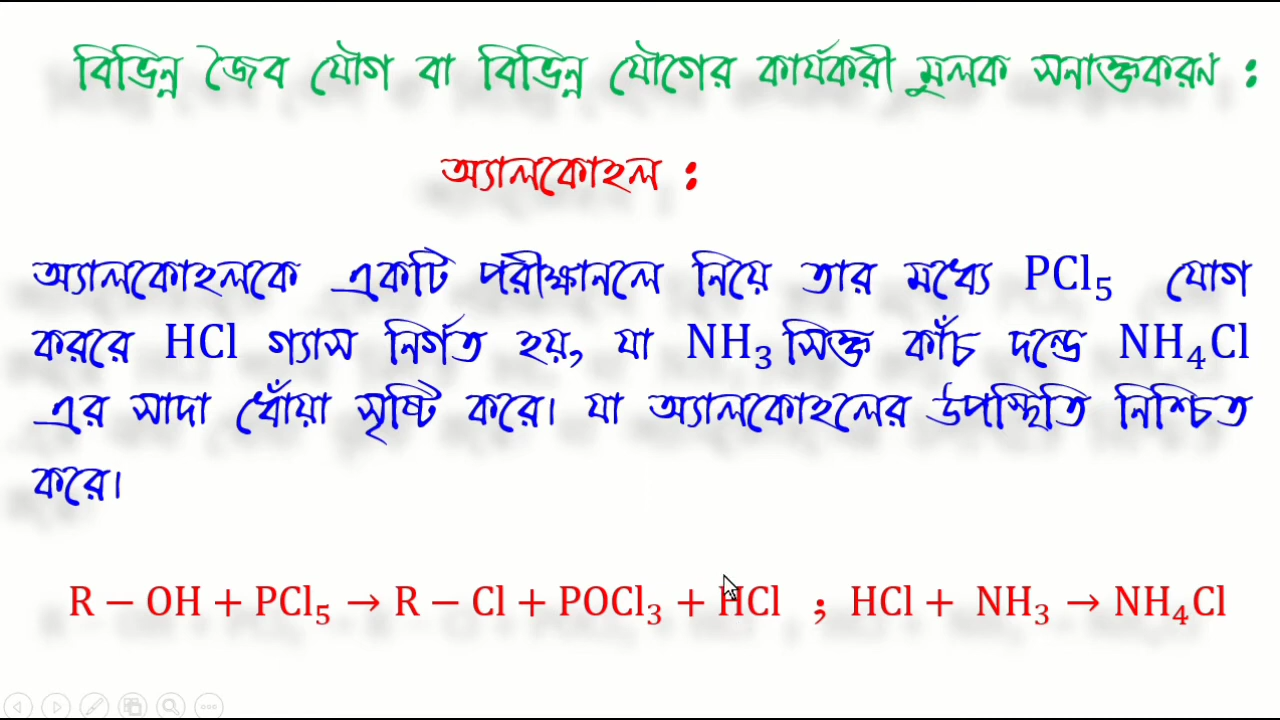 বিভিন্ন জৈব যৌগ বা বিভিন্ন যৌগের কার্যকরী মুলক সনাক্তকরণ :
অ্যালকোহল :
অ্যালকোহলকে একটি পরীক্ষানলে নিয়ে তার মধ্যে PCl₅ যোগ
কররে HCl গ্যাস নির্গত হয়, যা NH₃ সিক্ত কাঁচ দন্ডে NH₄Cl
এর সাদা ধোঁয়া সৃষ্টি করে। যা অ্যালকোহলের উপস্থিতি নিশ্চিত
করে।
R − OH + PCl₅ → R − Cl + POCl₃ + HCl ; HCl + NH₃ → NH₄Cl